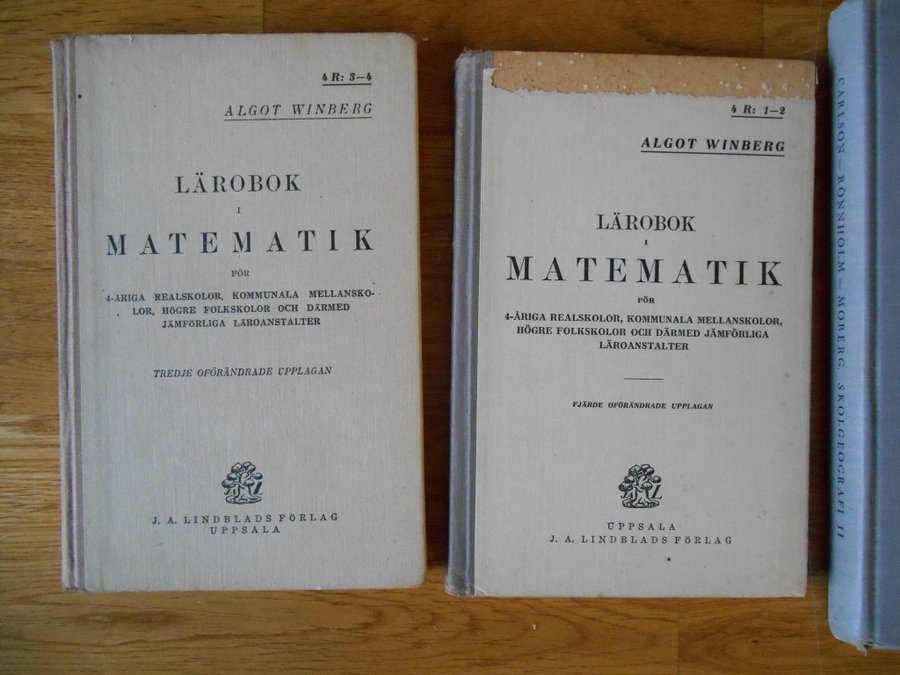 4 R: 3—4
ALGOT WINBERG
LÄROBOK
I
MATEMATIK
FÖR
4-ÅRIGA REALSKOLOR, KOMMUNALA MELLANSKO-
LOR, HÖGRE FOLKSKOLOR OCH DÄRMED
JÄMFÖRLIGA LÄROANSTALTER
TREDJE OFÖRÄNDRADE UPPLAGAN
J. A. LINDBLADS FÖRLAG
UPPSALA
4 R: 1—2
ALGOT WINBERG
LÄROBOK
I
MATEMATIK
FÖR
4-ÅRIGA REALSKOLOR, KOMMUNALA MELLANSKOLOR,
HÖGRE FOLKSKOLOR OCH DÄRMED JÄMFÖRLIGA
LÄROANSTALTER
FJÄRDE OFÖRÄNDRADE UPPLAGAN
UPPSALA
J. A. LINDBLADS FÖRLAG
CARLSON—RÖNNHOLM—MOBERG, SKOLGEOGRAFI II